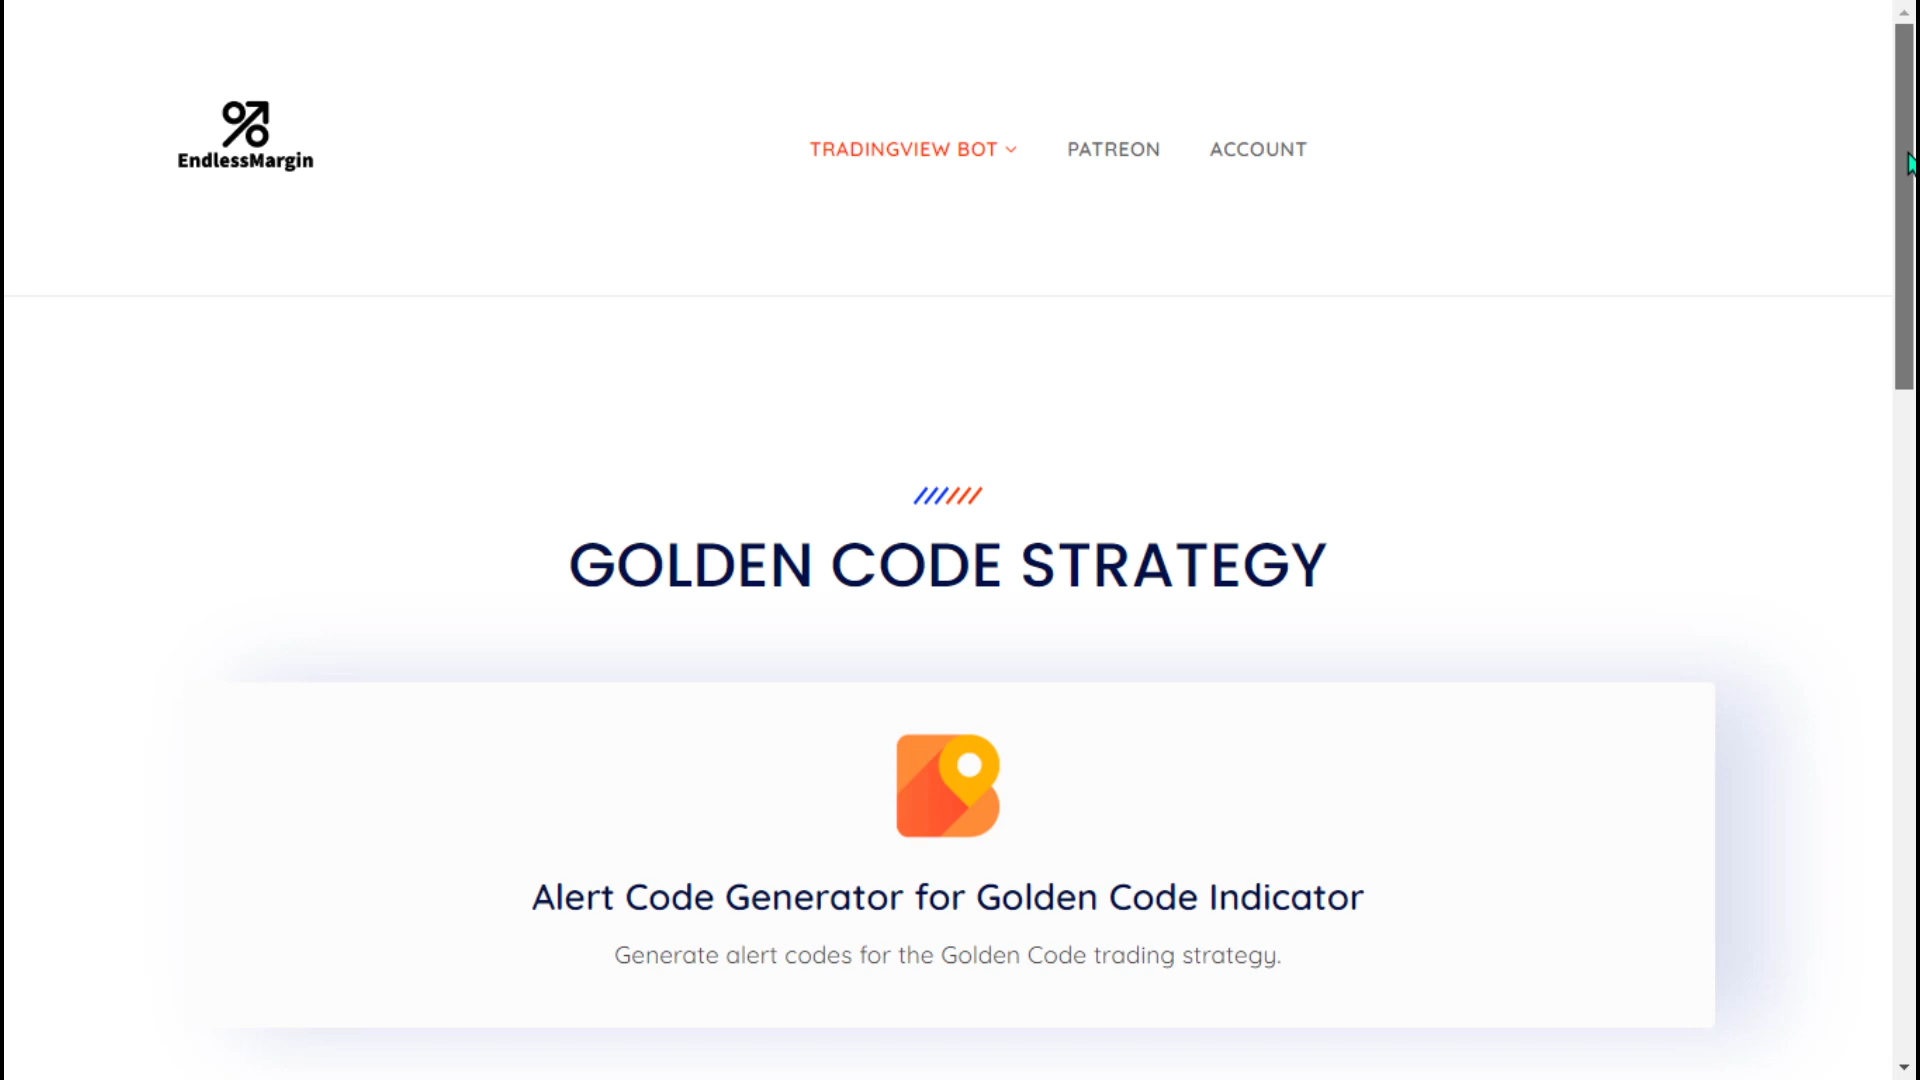 EndlessMargin
TRADINGVIEW BOT
PATREON
ACCOUNT
GOLDEN CODE STRATEGY
Alert Code Generator for Golden Code Indicator
Generate alert codes for the Golden Code trading strategy.